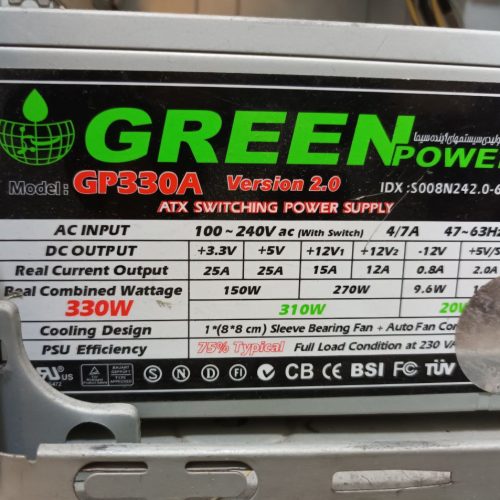 GREEN POWER
Model: GP330A Version 2.0 IDX :S008N242.0-6
ATX SWITCHING POWER SUPPLY
AC INPUT 100 ~ 240V ac (With Switch) 4/7A 47~63Hz
DC OUTPUT +3.3V +5V +12V1 +12V2 -12V +5V/S
Real Current Output 25A 25A 15A 12A 0.8A 2.0A
Real Combined Wattage 150W 270W 9.6W
330W 310W 20W
Cooling Design 1*(8*8 cm) Sleeve Bearing Fan + Auto Fan Con
PSU Efficiency 75% Typical Full Load Condition at 230 VA
US S N D FI CB CE BSI FC TÜV